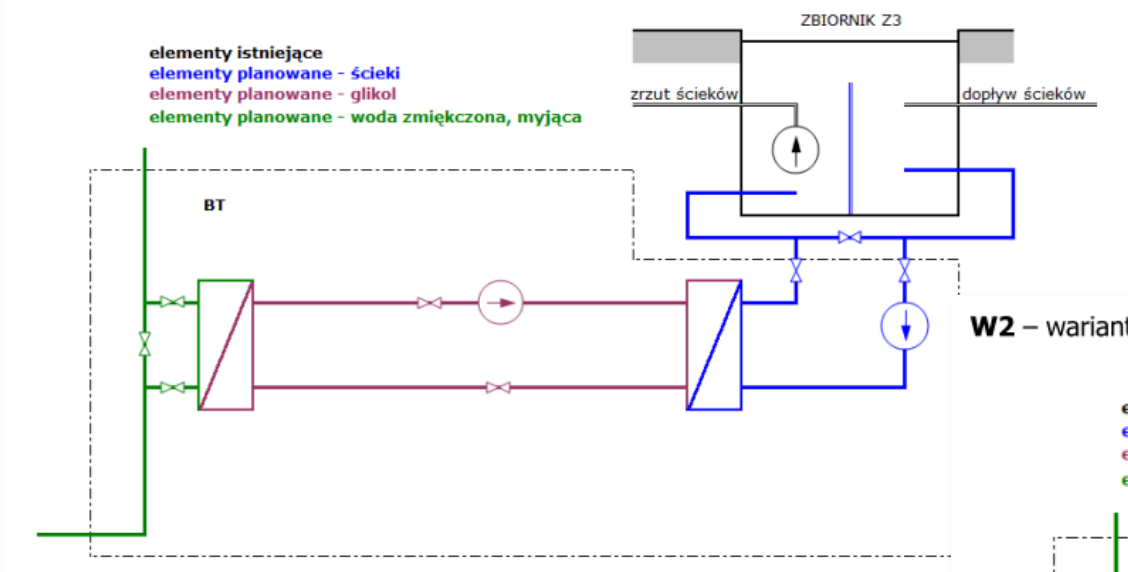 ZBIORNIK Z3
elementy istniejące
elementy planowane - ścieki
elementy planowane - glikol
elementy planowane - woda zmiękczona, myjąca
zrzut ścieków
dopływ ścieków
BT
W2 – wariant
e
e
e
e